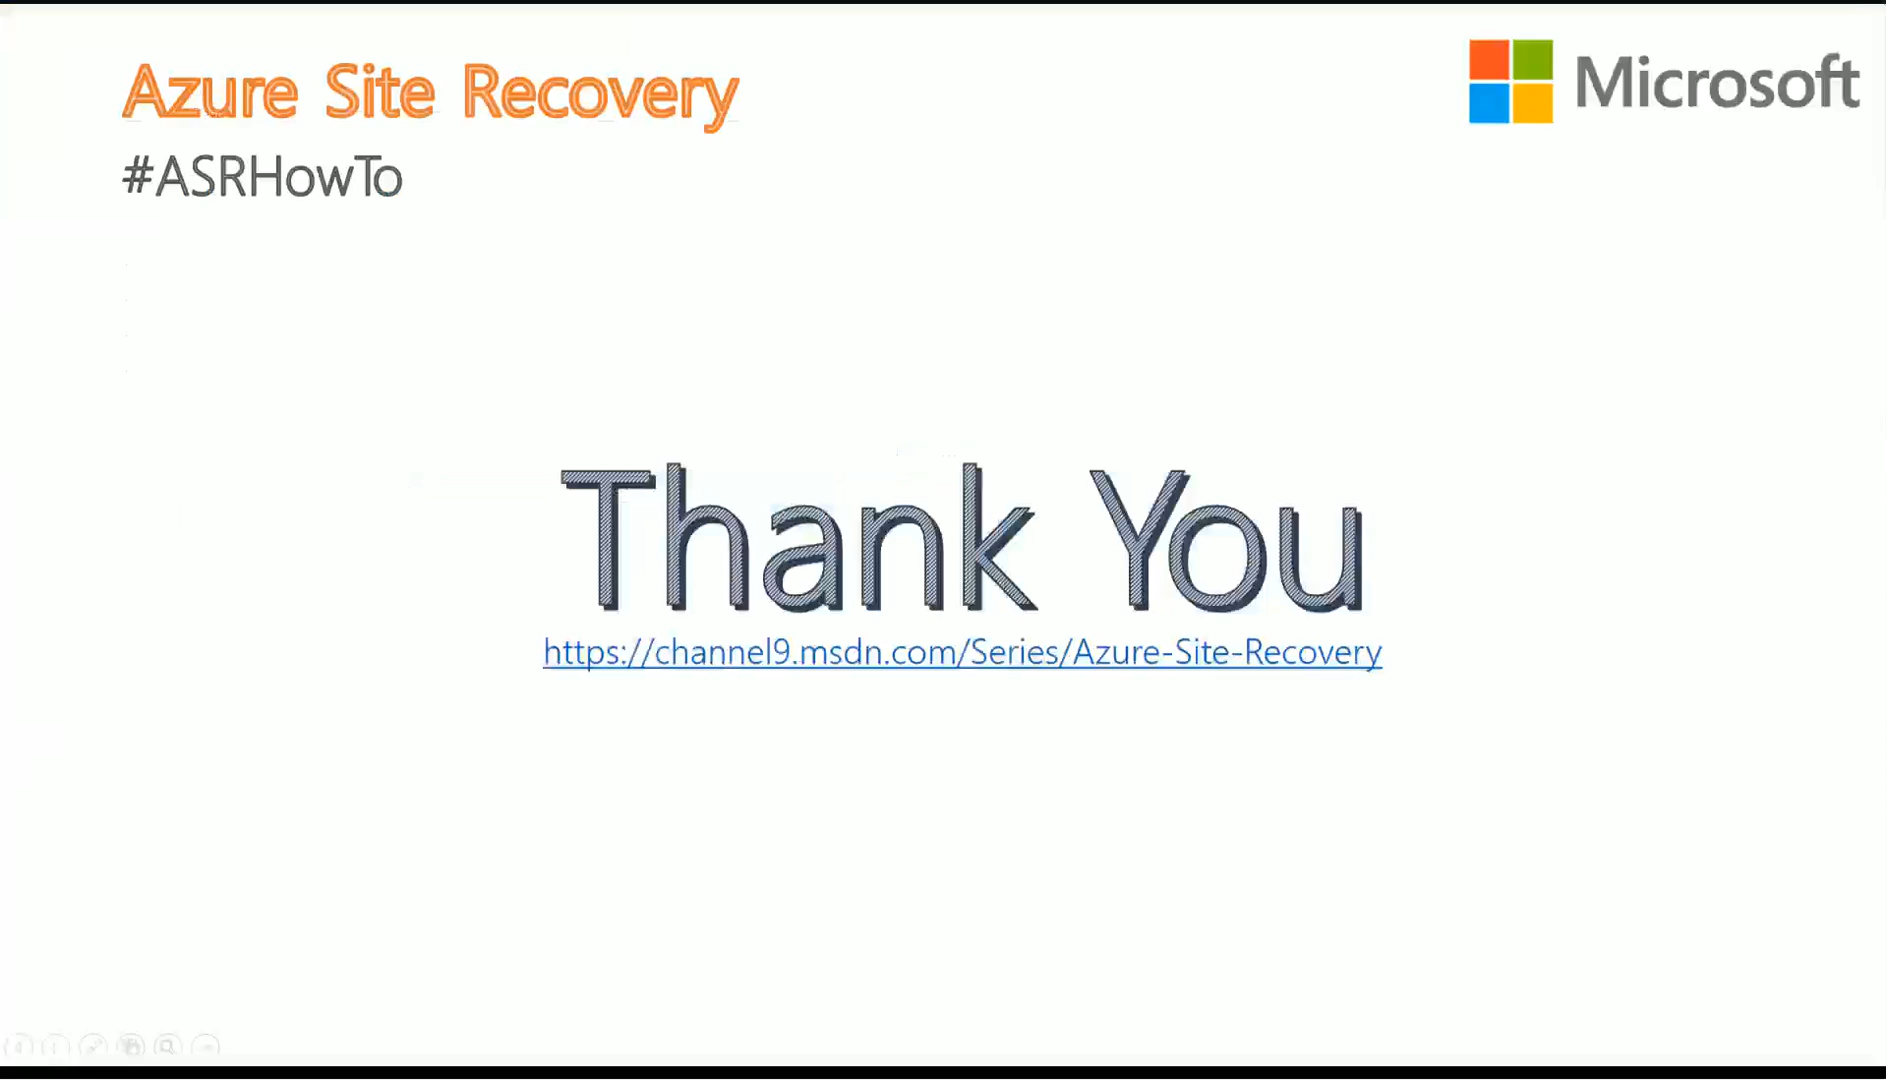 Azure Site Recovery
Microsoft
#ASRHowTo
Thank You
https://channel9.msdn.com/Series/Azure-Site-Recovery